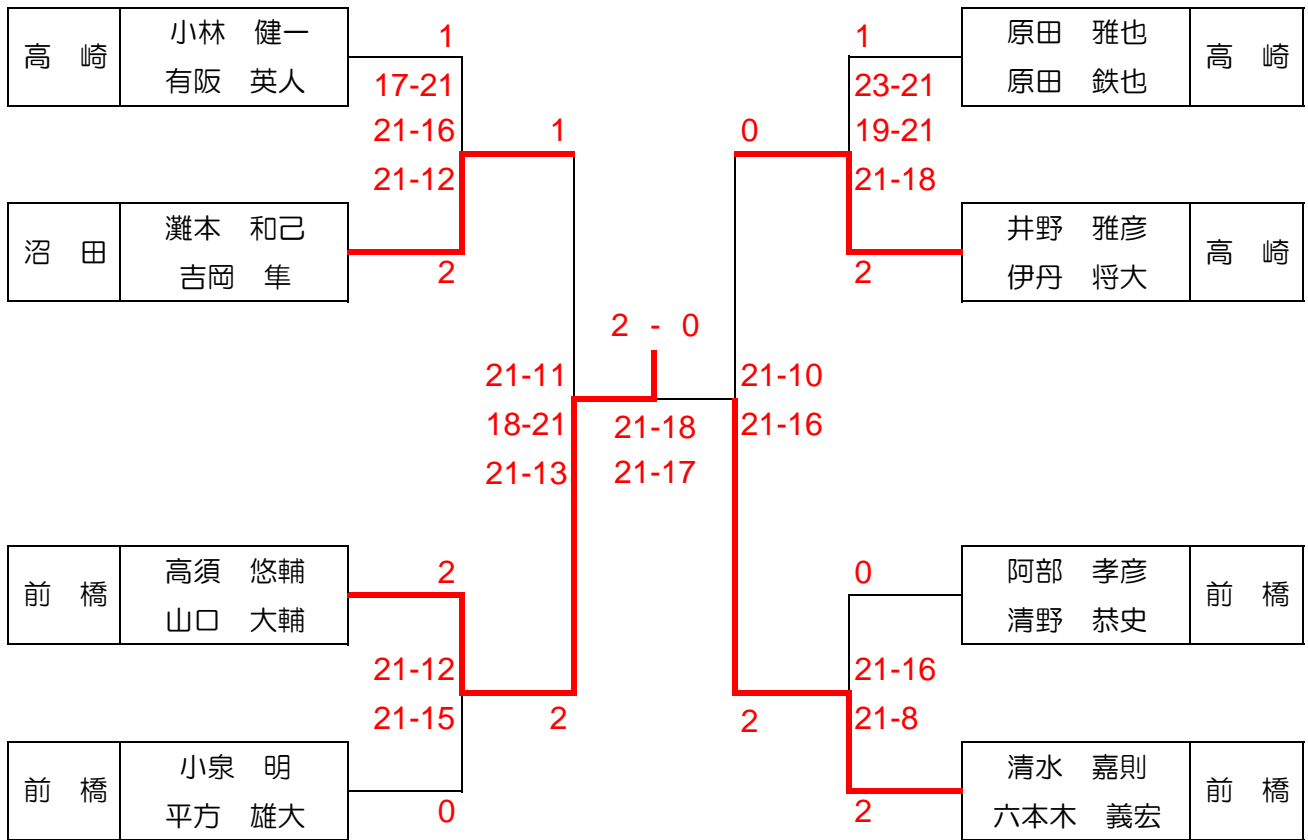 高　崎
小林　健一
有阪　英人
1
17-21
21-16
21-12
沼　田
灘本　和己
吉岡　隼
2
1
前　橋
高須　悠輔
山口　大輔
2
21-12
21-15
前　橋
小泉　明
平方　雄大
0
2
21-11
18-21
21-13
2 - 0
21-18
21-17
21-10
21-16
0
2
1
原田　雅也
原田　鉄也
高　崎
23-21
19-21
21-18
2
井野　雅彦
伊丹　将大
高　崎
0
阿部　孝彦
清野　恭史
前　橋
21-16
21-8
2
清水　嘉則
六本木　義宏
前　橋